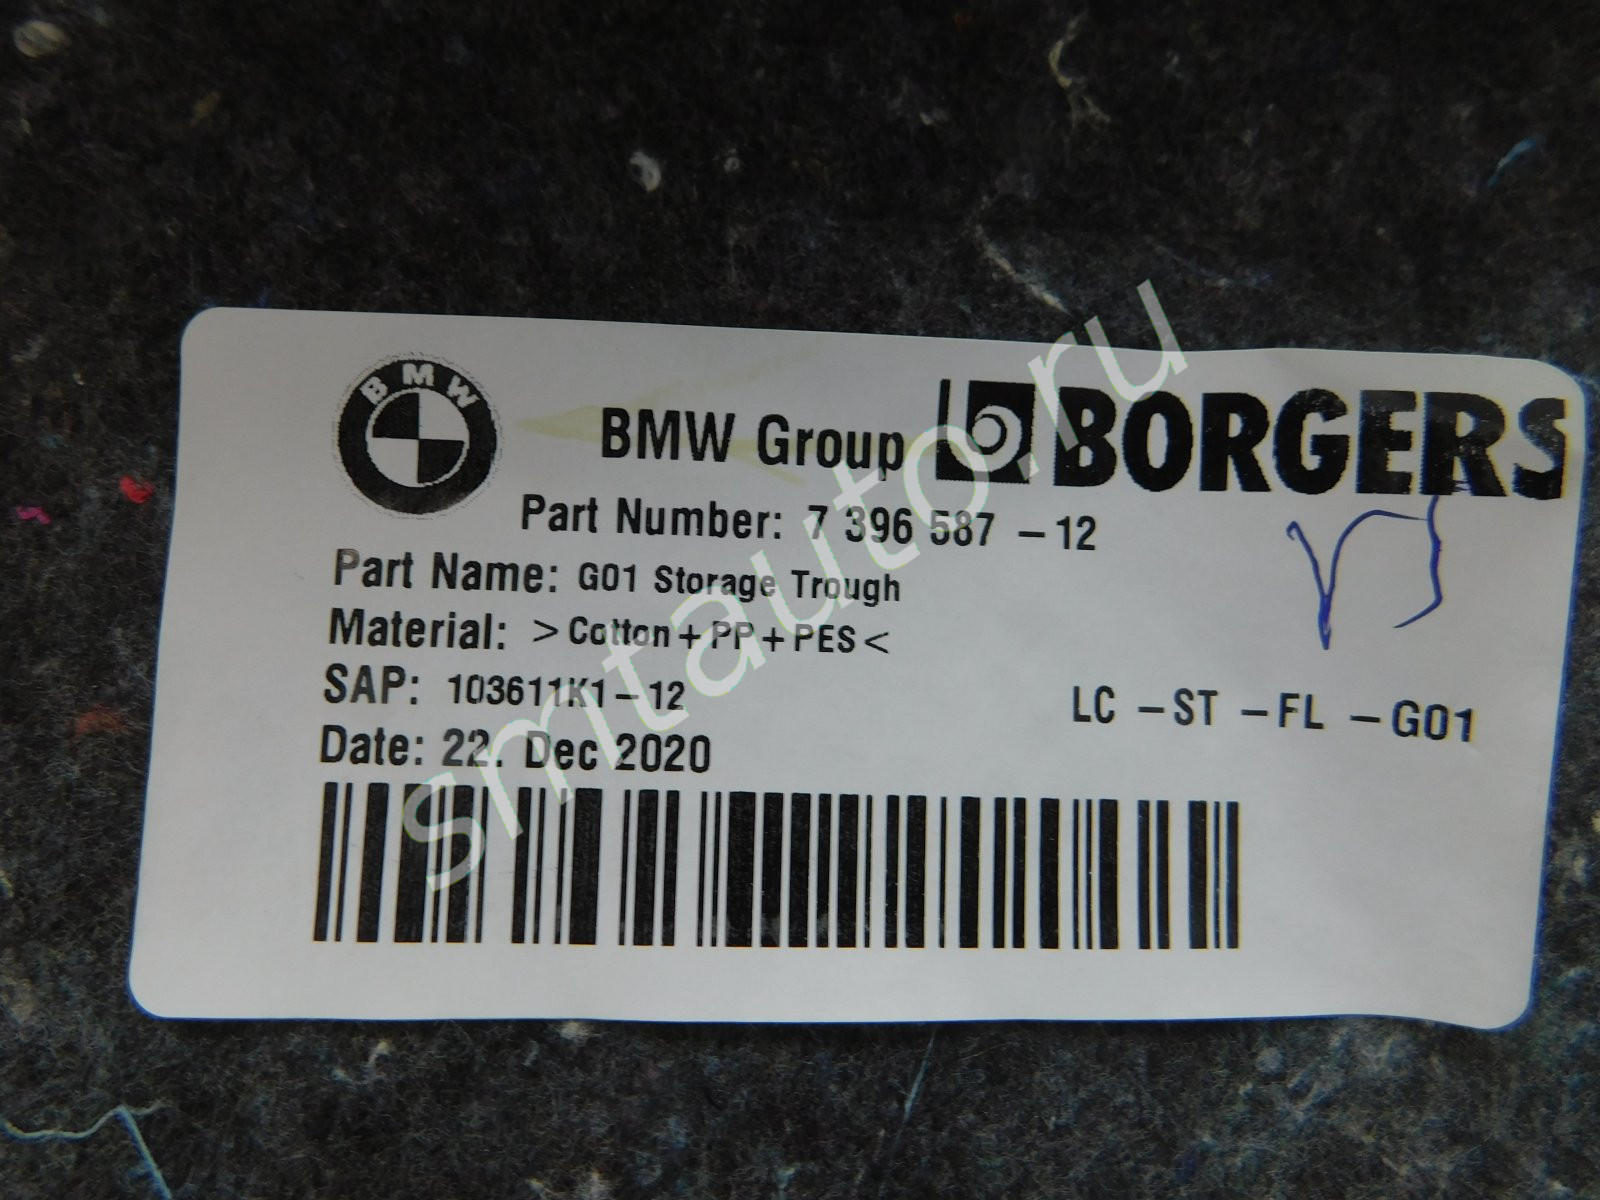 BMW
BMW Group BORGERS
Part Number: 7 396 587 -12
Part Name: G01 Storage Trough
Material: >Cotton+PP+PES<
SAP: 103611K1-12
LC -ST -FL -G01
Date: 22. Dec 2020
smtauto.ru